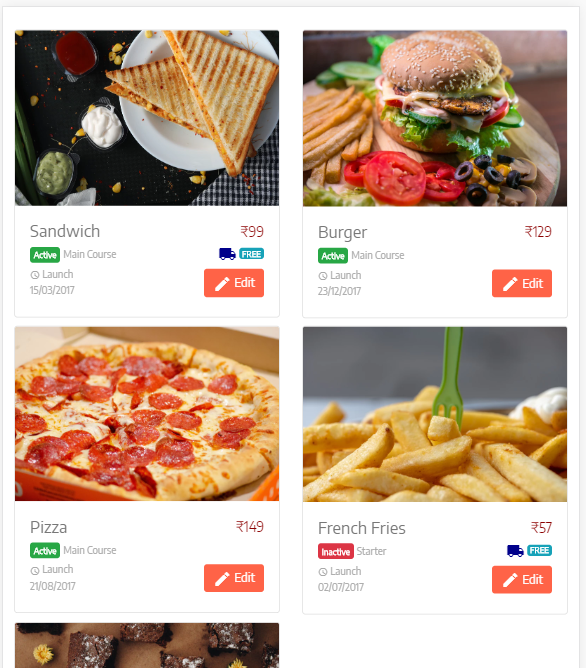 Sandwich ₹99
Active Main Course FREE
Launch
15/03/2017 Edit
Burger ₹129
Active Main Course
Launch
23/12/2017 Edit
Pizza ₹149
Active Main Course
Launch
21/08/2017 Edit
French Fries ₹57
Inactive Starter FREE
Launch
02/07/2017 Edit